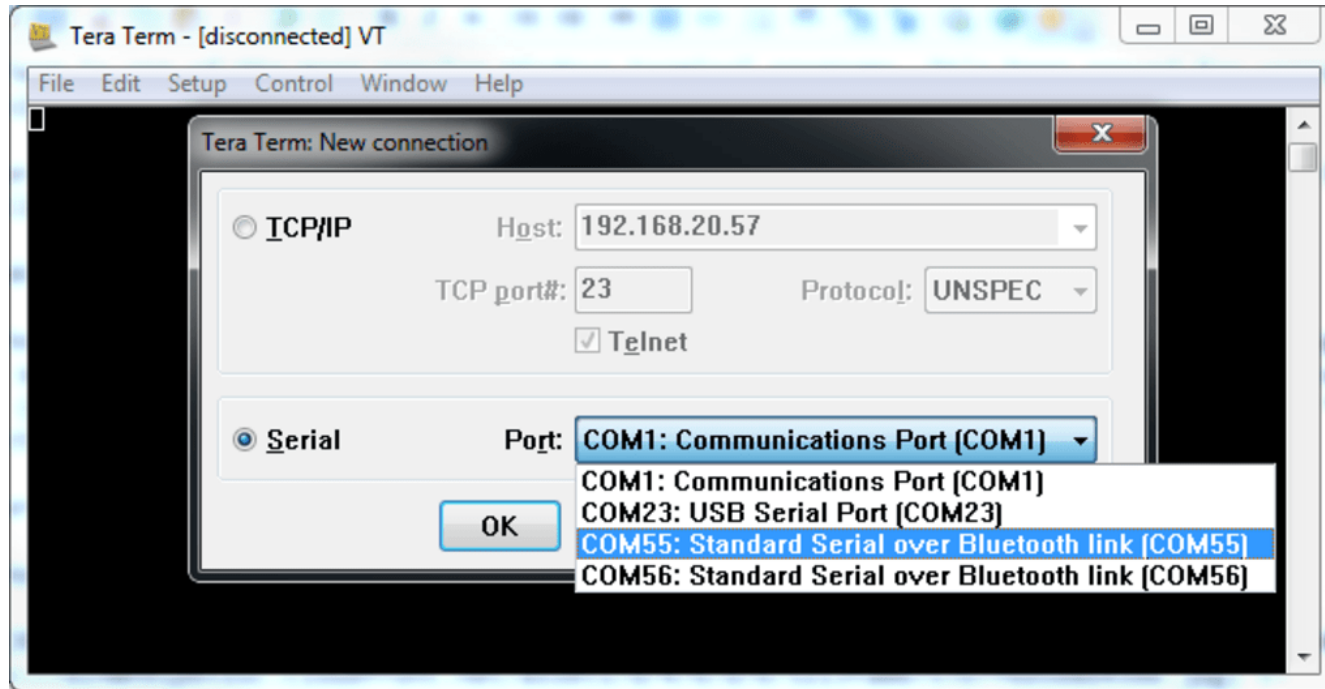 Tera Term - [disconnected] VT
File Edit Setup Control Window Help
Tera Term: New connection
TCP/IP Host: 192.168.20.57
TCP port#: 23 Protocol: UNSPEC
Telnet
Serial Port: COM1: Communications Port (COM1)
COM1: Communications Port (COM1)
COM23: USB Serial Port (COM23)
OK
COM55: Standard Serial over Bluetooth link (COM55)
COM56: Standard Serial over Bluetooth link (COM56)